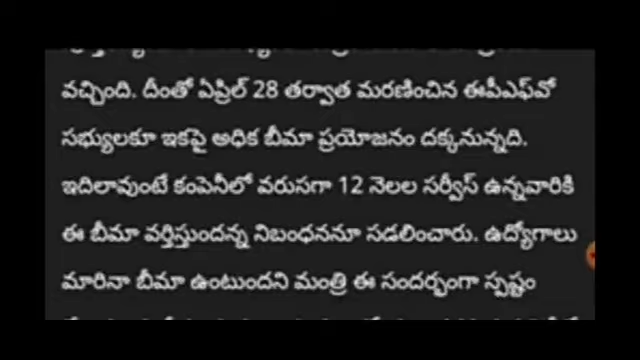 వచ్చింది. దీంతో ఏప్రిల్ 28 తర్వాత మరణించిన ఈపీఎఫ్‌వో
సభ్యులకూ ఇకపై అధిక బీమా ప్రయోజనం దక్కనున్నది.
ఇదిలావుంటే కంపెనీలో వరుసగా 12 నెలల సర్వీస్ ఉన్నవారికి
ఈ బీమా వర్తిస్తుందన్న నిబంధననూ సడలించారు. ఉద్యోగాలు
మారినా బీమా ఉంటుందని మంత్రి ఈ సందర్భంగా స్పష్టం